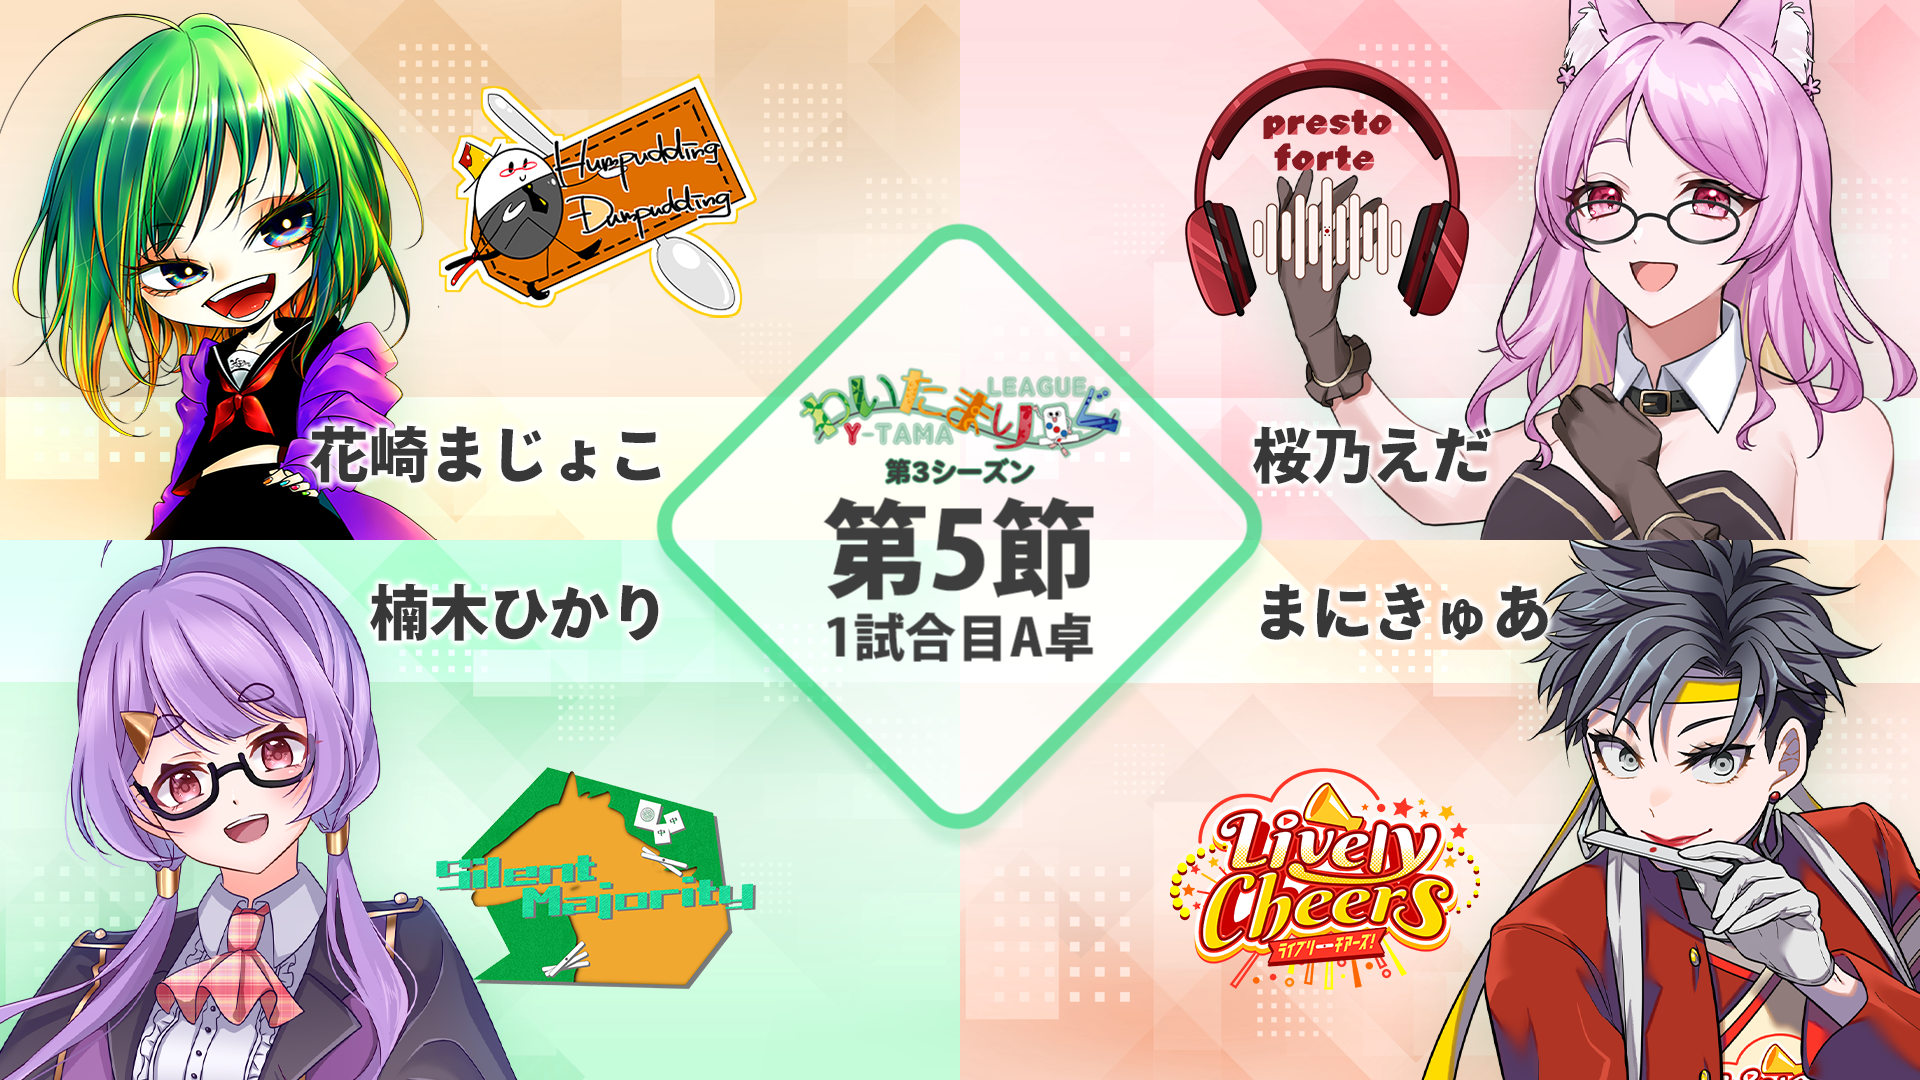 Humpudding
Dumpudding
花崎まじょこ
presto
forte
桜乃えだ
わいたまりーぐ
LEAGUE
Y-TAMA
第3シーズン
第5節
1試合目A卓
楠木ひかり
Silent
Majority
中
中
まにきゅあ
Lively
Cheers
ライブリーチアーズ!